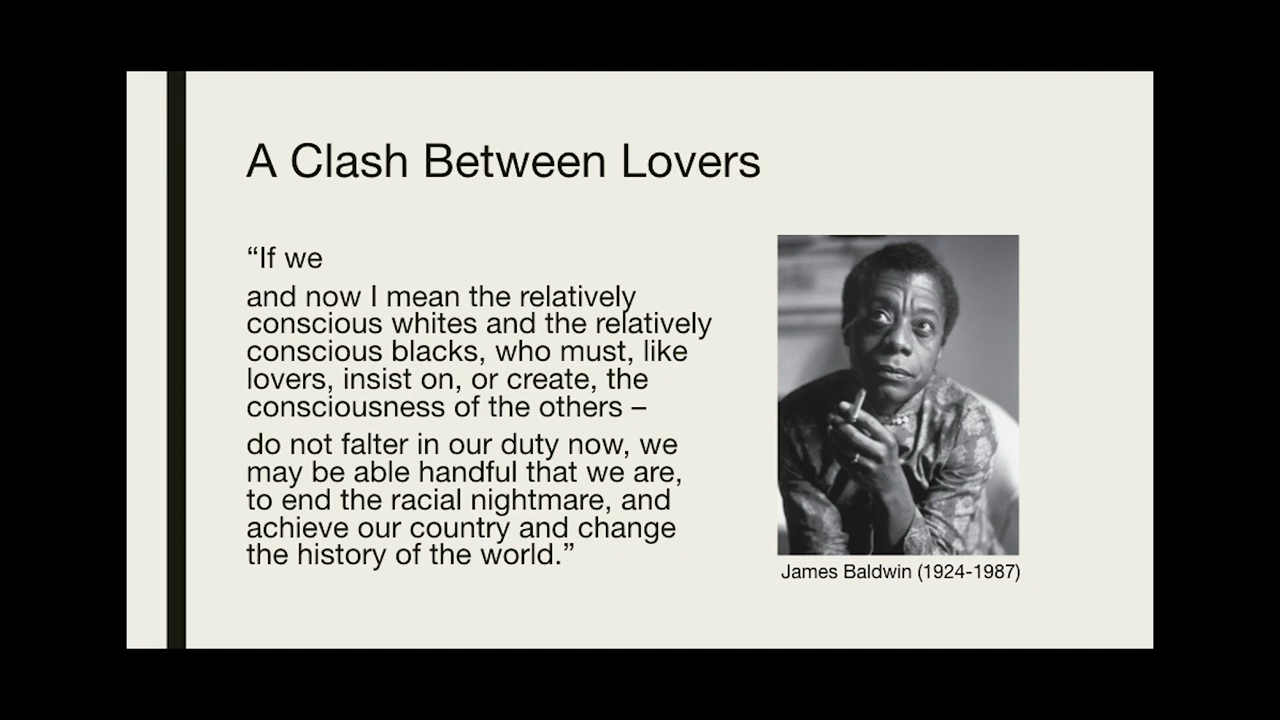 A Clash Between Lovers
“If we
and now I mean the relatively
conscious whites and the relatively
conscious blacks, who must, like
lovers, insist on, or create, the
consciousness of the others –
do not falter in our duty now, we
may be able handful that we are,
to end the racial nightmare, and
achieve our country and change
the history of the world.”
James Baldwin (1924-1987)